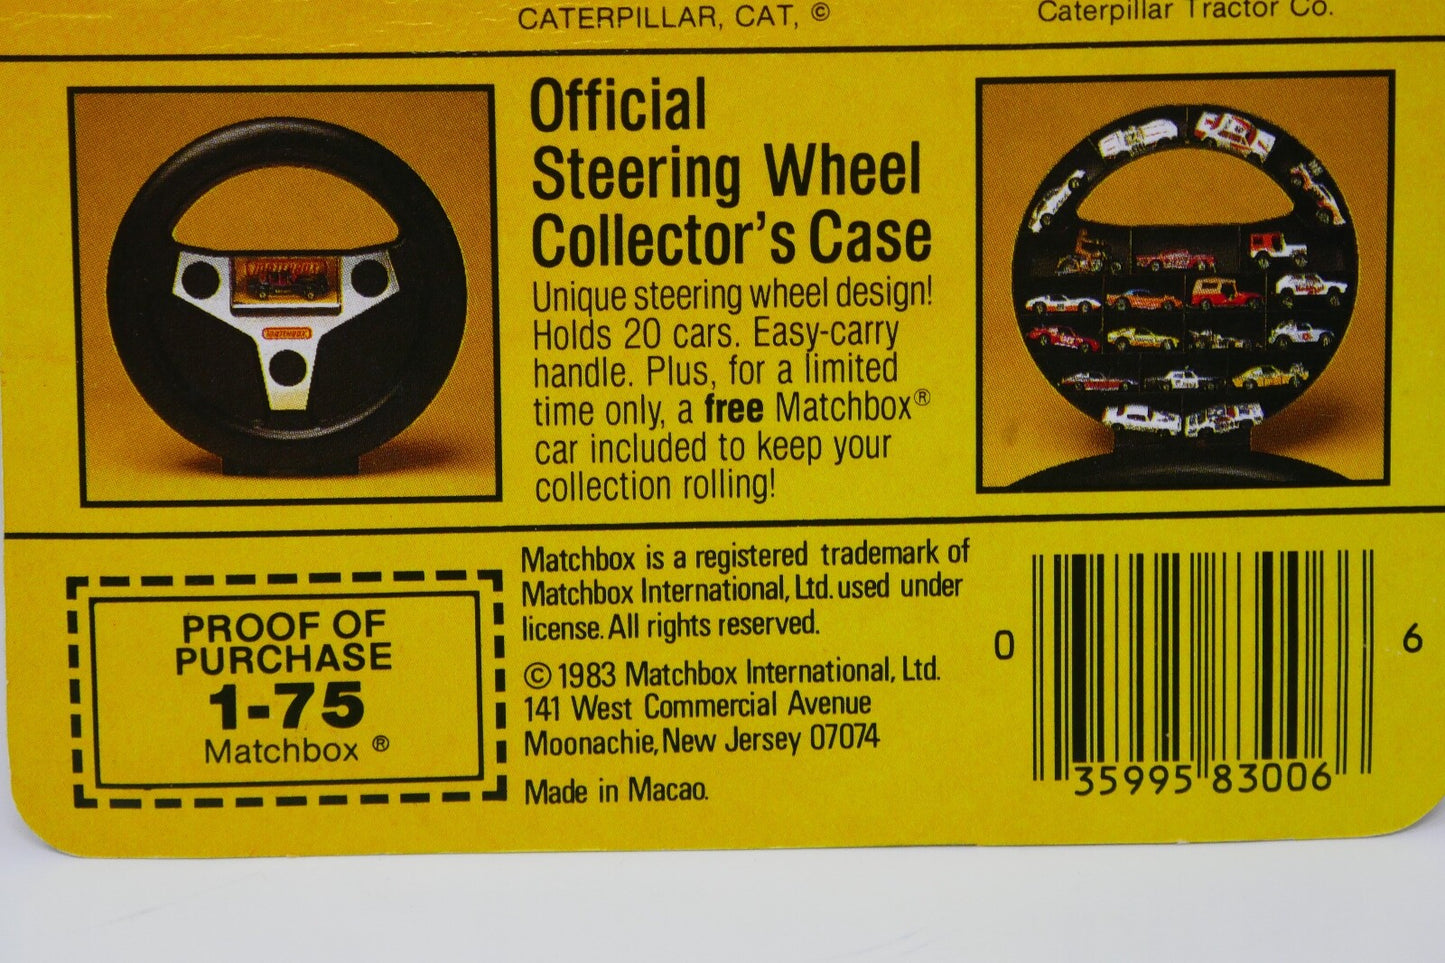 CATERPILLAR, CAT, ©
Caterpillar Tractor Co.
Official
Steering Wheel
Collector's Case
Unique steering wheel design!
Holds 20 cars. Easy-carry
handle. Plus, for a limited
time only, a free Matchbox®
car included to keep your
collection rolling!
MATCHBOX
PROOF OF
PURCHASE
1-75
Matchbox ®
Matchbox is a registered trademark of
Matchbox International, Ltd. used under
license. All rights reserved.
© 1983 Matchbox International, Ltd.
141 West Commercial Avenue
Moonachie, New Jersey 07074
Made in Macao.
0 35995 83006 6